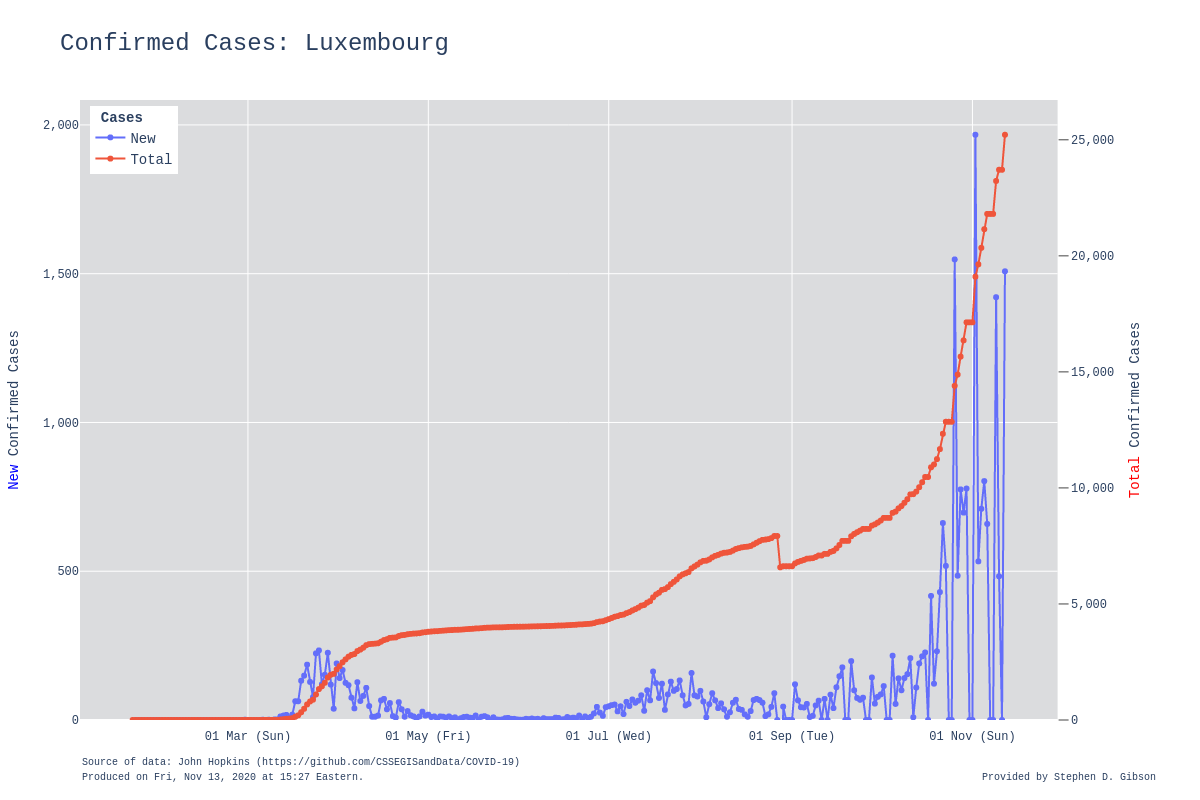 Confirmed Cases: Luxembourg
Cases
New
Total
2,000
1,500
1,000
500
0
25,000
20,000
15,000
10,000
5,000
0
New Confirmed Cases
Total Confirmed Cases
01 Mar (Sun)
01 May (Fri)
01 Jul (Wed)
01 Sep (Tue)
01 Nov (Sun)
Source of data: John Hopkins (https://github.com/CSSEGISandData/COVID-19)
Produced on Fri, Nov 13, 2020 at 15:27 Eastern.
Provided by Stephen D. Gibson